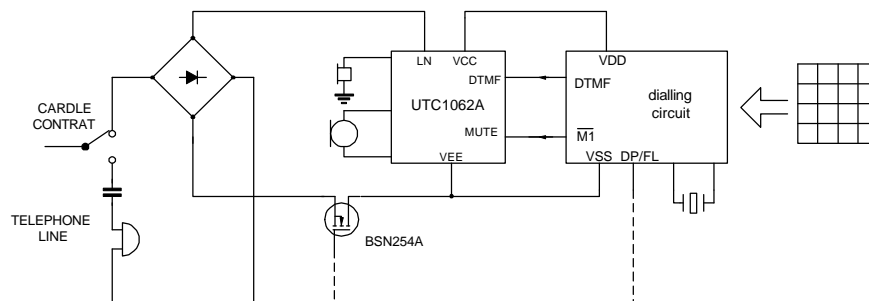 LN
VCC
DTMF
UTC1062A
MUTE
VEE
VDD
DTMF
dialling
circuit
M1
VSS DP/FL
CARDLE
CONTRAT
TELEPHONE
LINE
BSN254A